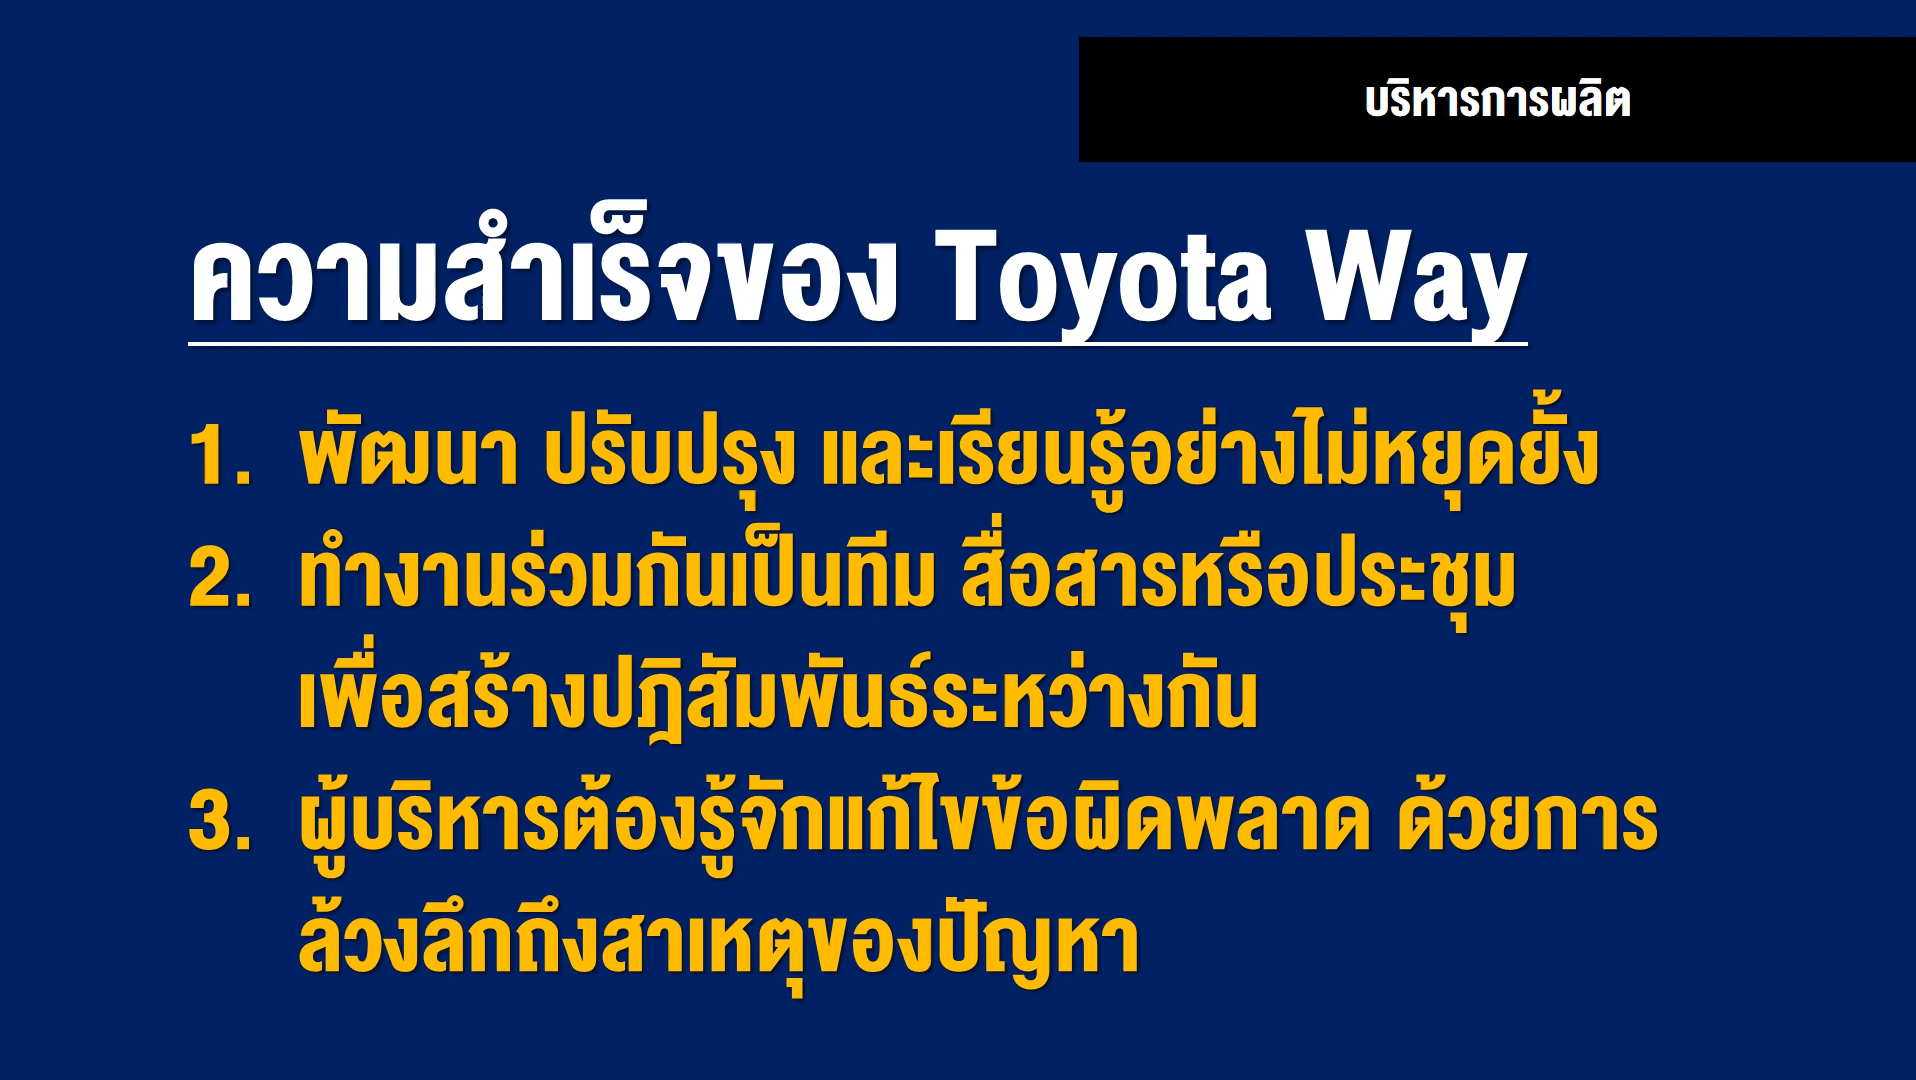 บริหารการผลิต
ความสำเร็จของ Toyota Way
1. พัฒนา ปรับปรุง และเรียนรู้อย่างไม่หยุดยั้ง
2. ทำงานร่วมกันเป็นทีม สื่อสารหรือประชุม
เพื่อสร้างปฎิสัมพันธ์ระหว่างกัน
3. ผู้บริหารต้องรู้จักแก้ไขข้อผิดพลาด ด้วยการ
ล้วงลึกถึงสาเหตุของปัญหา